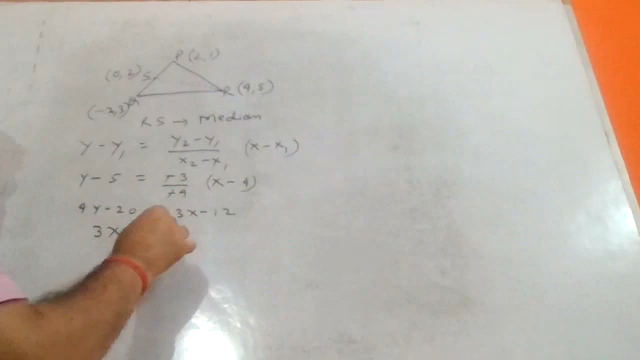 P (2, 1)
(0, 2) S
R (4, 5)
(-2, 3)
RS → Median
y - y₁ = y₂ - y₁ / x₂ - x₁ (x - x₁)
y - 5 = -3 / -4 (x - 4)
4y - 20 3x - 12
3x